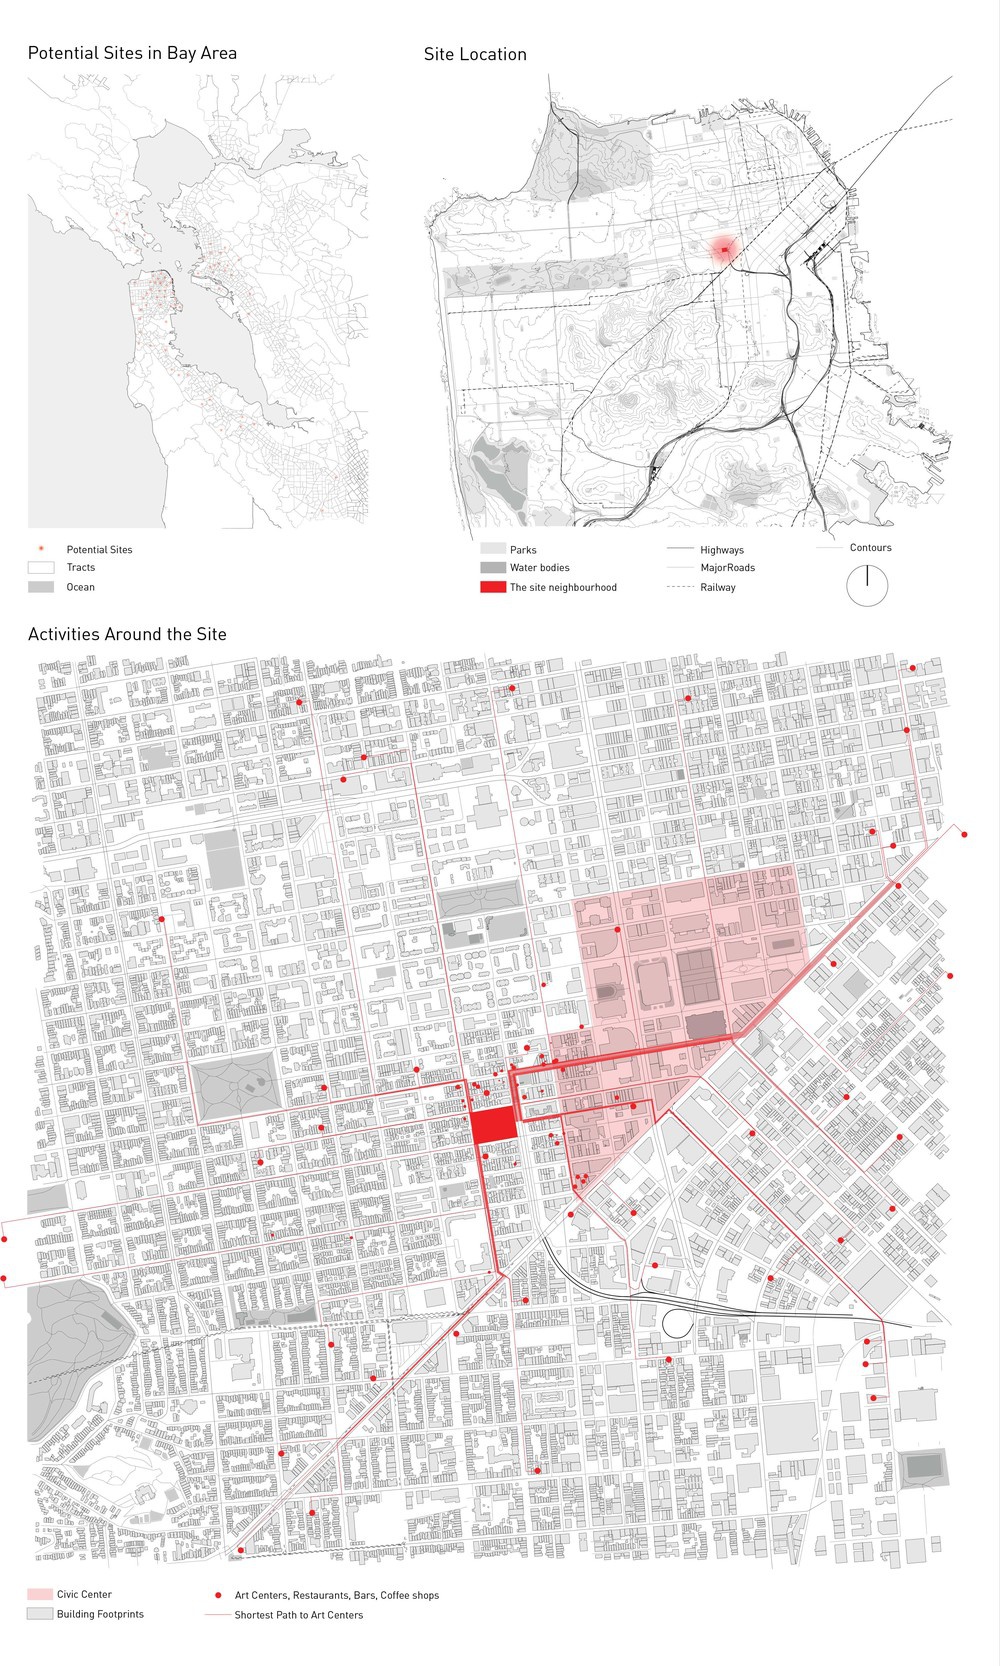 Potential Sites in Bay Area
Site Location
Potential Sites
Tracts
Ocean
Parks
Water bodies
The site neighbourhood
Highways
MajorRoads
Railway
Contours
Activities Around the Site
Civic Center
Building Footprints
Art Centers, Restaurants, Bars, Coffee shops
Shortest Path to Art Centers